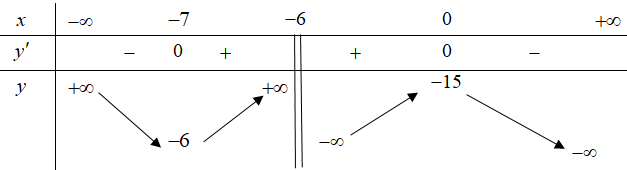 x −∞ −7 −6 0 +∞
y′ − 0 + + 0 −
y +∞ +∞ −15
−6 −∞ −∞